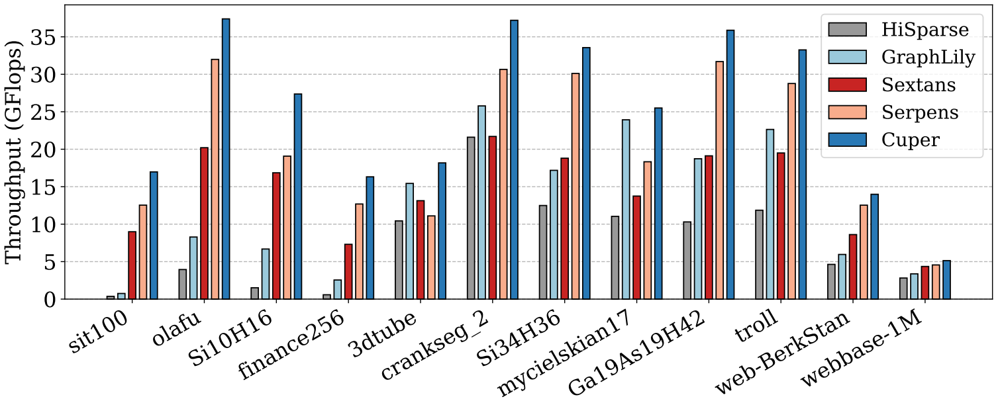 Throughput (GFlops)
35
30
25
20
15
10
5
0
HiSparse
GraphLily
Sextans
Serpens
Cuper
sit100
olafu
Si10H16
finance256
3dtube
crankseg_2
Si34H36
mycielskian17
Ga19As19H42
troll
web-BerkStan
webbase-1M